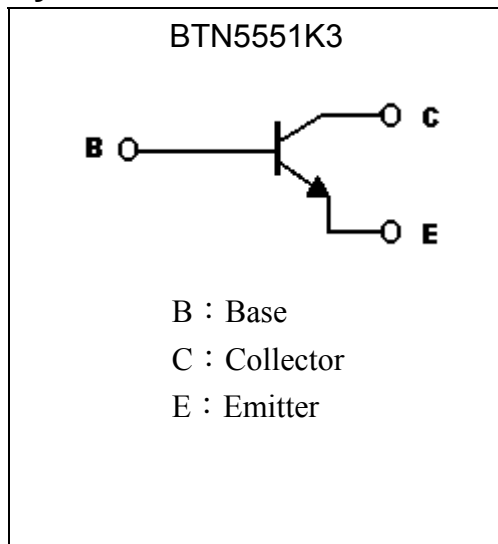 BTN5551K3
C
B
E
B：Base
C：Collector
E：Emitter